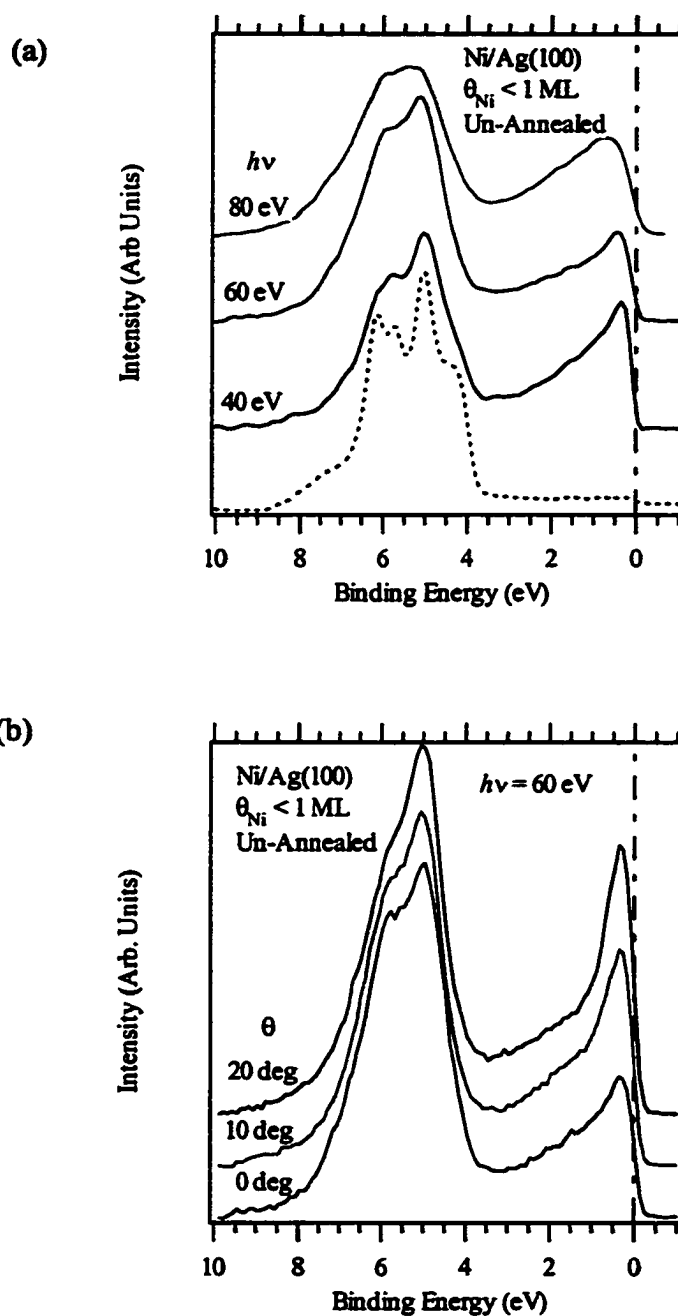 (a)
Ni/Ag(100)
θNi < 1 ML
Un-Annealed
hν
80 eV
60 eV
40 eV
Intensity (Arb Units)
10 8 6 4 2 0
Binding Energy (eV)
(b)
Ni/Ag(100)
θNi < 1 ML
Un-Annealed
hν = 60 eV
θ
20 deg
10 deg
0 deg
Intensity (Arb. Units)
10 8 6 4 2 0
Binding Energy (eV)